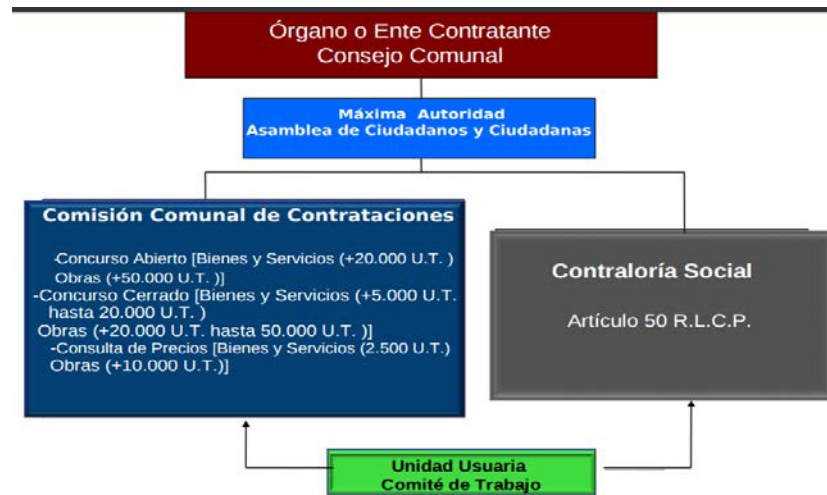 Órgano o Ente Contratante
Consejo Comunal
Máxima Autoridad
Asamblea de Ciudadanos y Ciudadanas
Comisión Comunal de Contrataciones
-Concurso Abierto [Bienes y Servicios (+20.000 U.T. )
Obras (+50.000 U.T. )]
-Concurso Cerrado [Bienes y Servicios (+5.000 U.T.
hasta 20.000 U.T. )
Obras (+20.000 U.T. hasta 50.000 U.T. )]
-Consulta de Precios [Bienes y Servicios (2.500 U.T.)
Obras (+10.000 U.T.)]
Contraloría Social
Artículo 50 R.L.C.P.
Unidad Usuaria
Comité de Trabajo